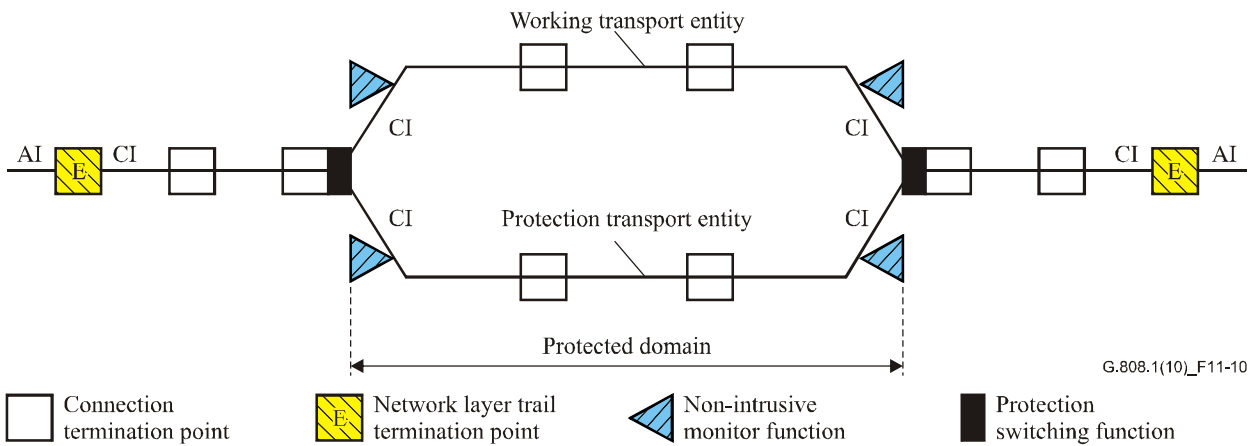 Working transport entity
CI
CI
AI
E
CI
CI
E
AI
CI
CI
Protection transport entity
Protected domain
G.808.1(10)_F11-10
Connection
termination point
E
Network layer trail
termination point
Non-intrusive
monitor function
Protection
switching function